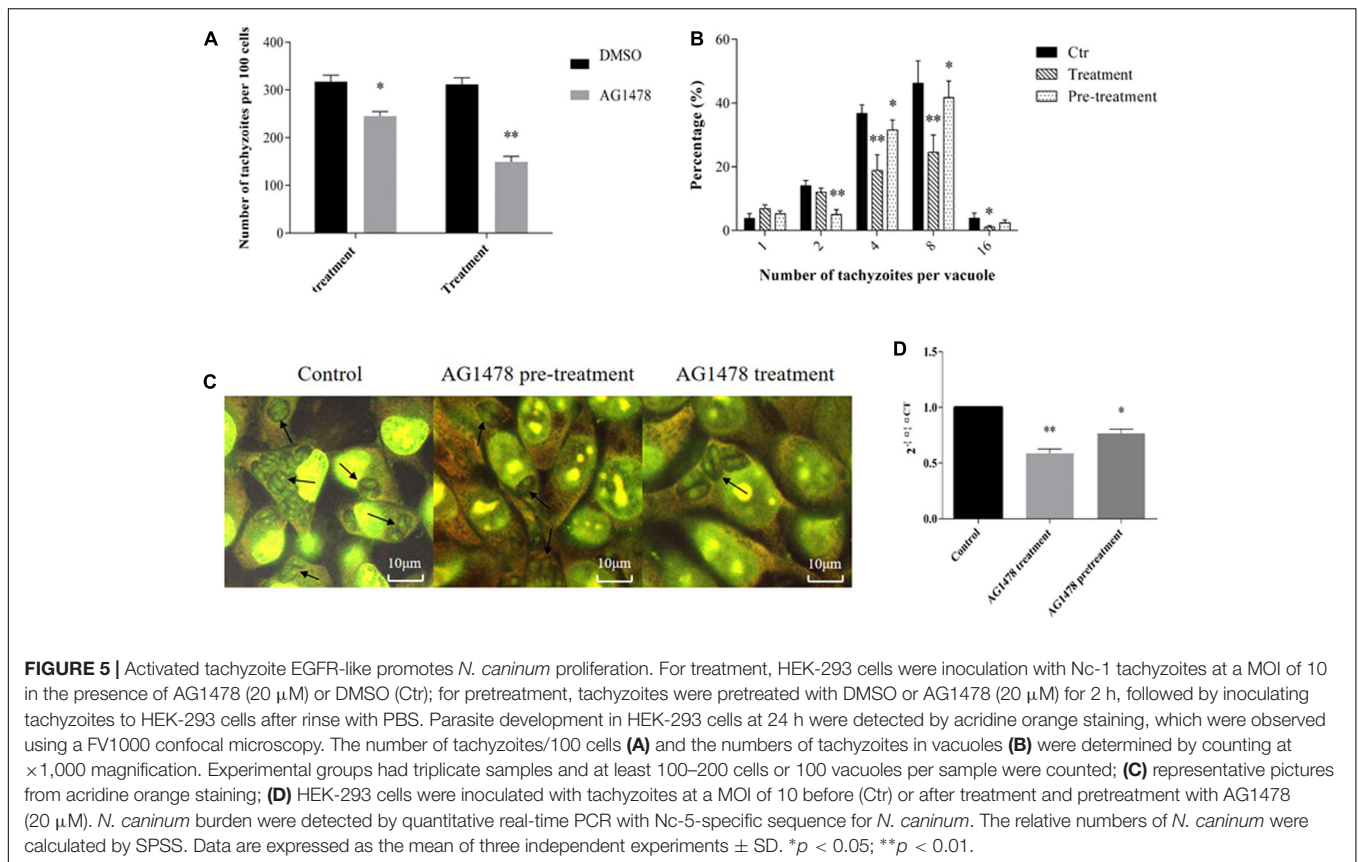 A
Number of tachyzoites per 100 cells
400
300
200
100
0
*
**
treatment
Treatment
DMSO
AG1478
B
Percentage (%)
60
40
20
0
**
**
*
**
*
*
1
2
4
8
16
Number of tachyzoites per vacuole
Ctr
Treatment
Pre-treatment
C
Control
AG1478 pre-treatment
AG1478 treatment
10μm
10μm
10μm
D
1.5
1.0
0.5
0.0
**
*
Control
AG1478 treatment
AG1478 pretreatment
FIGURE 5 | Activated tachyzoite EGFR-like promotes N. caninum proliferation. For treatment, HEK-293 cells were inoculation with Nc-1 tachyzoites at a MOI of 10
in the presence of AG1478 (20 μM) or DMSO (Ctr); for pretreatment, tachyzoites were pretreated with DMSO or AG1478 (20 μM) for 2 h, followed by inoculating
tachyzoites to HEK-293 cells after rinse with PBS. Parasite development in HEK-293 cells at 24 h were detected by acridine orange staining, which were observed
using a FV1000 confocal microscopy. The number of tachyzoites/100 cells (A) and the numbers of tachyzoites in vacuoles (B) were determined by counting at
×1,000 magnification. Experimental groups had triplicate samples and at least 100–200 cells or 100 vacuoles per sample were counted; (C) representative pictures
from acridine orange staining; (D) HEK-293 cells were inoculated with tachyzoites at a MOI of 10 before (Ctr) or after treatment and pretreatment with AG1478
(20 μM). N. caninum burden were detected by quantitative real-time PCR with Nc-5-specific sequence for N. caninum. The relative numbers of N. caninum were
calculated by SPSS. Data are expressed as the mean of three independent experiments ± SD. *p < 0.05; **p < 0.01.